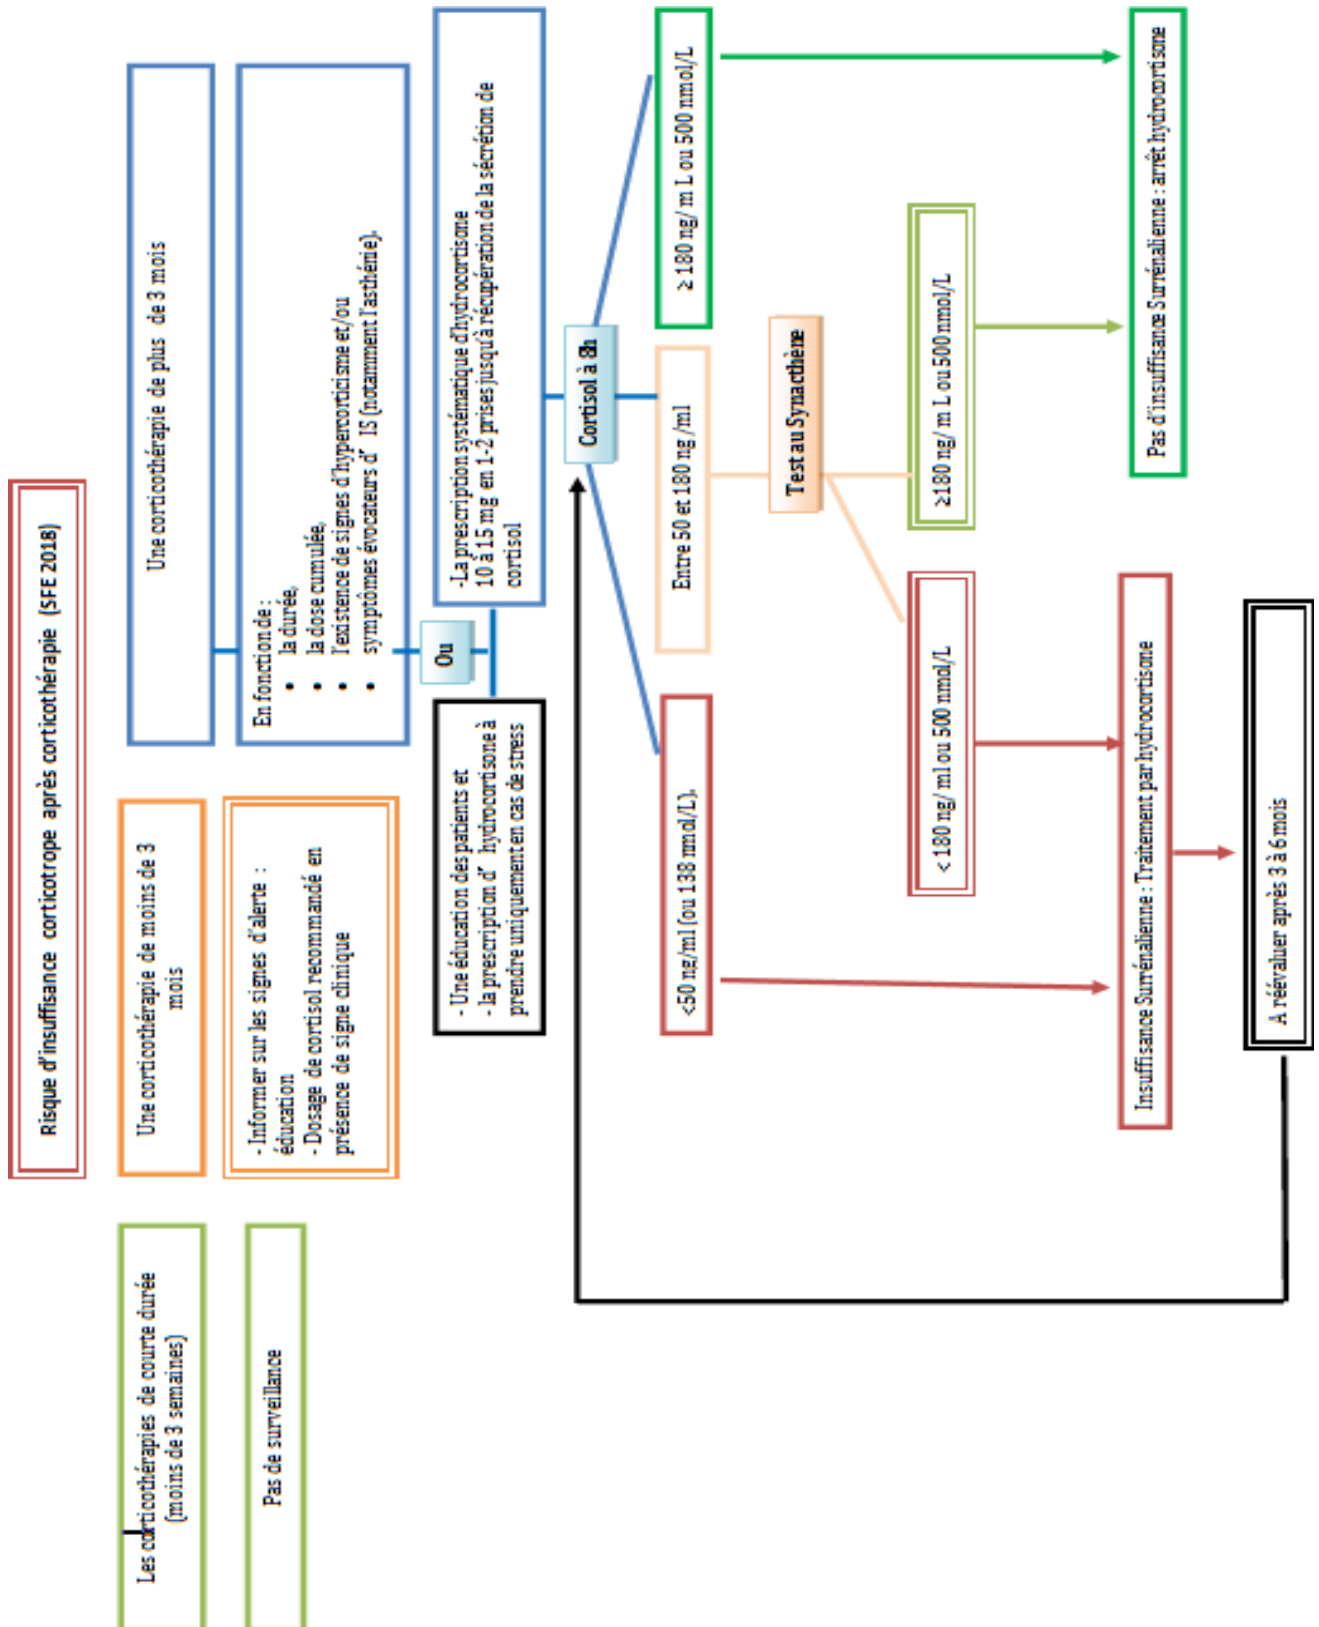 Risque d'insuffisance corticotrope après corticothérapie (SFE 2018)
Les corticothérapies de courte durée
(moins de 3 semaines)
Pas de surveillance
Une corticothérapie de moins de 3
mois
- Informer sur les signes d'alerte :
éducation
- Dosage de cortisol recommandé en
présence de signe clinique
Une corticothérapie de plus de 3 mois
En fonction de :
• la durée,
• la dose cumulée,
• l'existence de signes d'hypercorticisme et/ou
• symptômes évocateurs d' IS (notamment l'asthénie).
Ou
- Une éducation des patients et
- la prescription d' hydrocortisone à
prendre uniquement en cas de stress
-La prescription systématique d'hydrocortisone
10 à 15 mg en 1-2 prises jusqu'à récupération de la sécrétion de
cortisol
Cortisol à 8h
<50 ng/ml (ou 138 nmol/L).
Entre 50 et 180 ng /ml
≥ 180 ng/ m L ou 500 nmol/L
Test au Synacthène
< 180 ng/ ml ou 500 nmol/L
≥180 ng/ m L ou 500 nmol/L
Insuffisance Surrénalienne : Traitement par hydrocortisone
Pas d'insuffisance Surrénalienne : arrêt hydrocortisone
A réévaluer après 3 à 6 mois